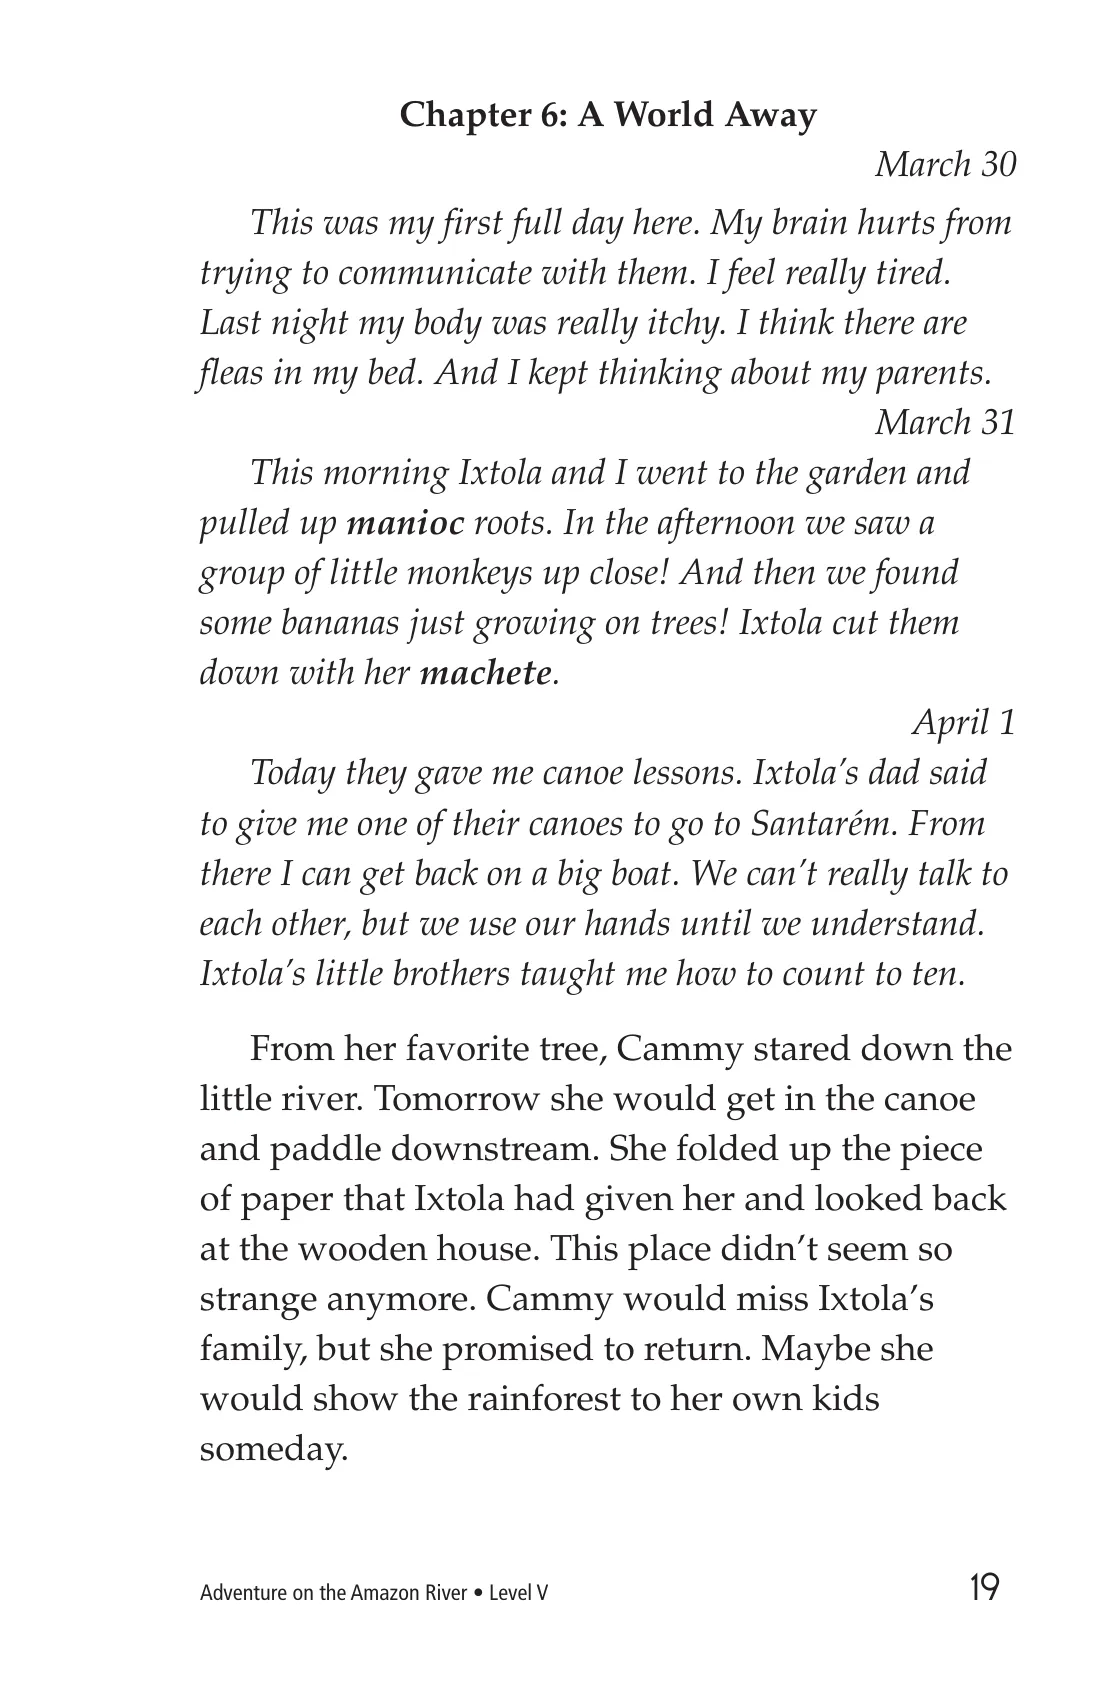 Chapter 6: A World Away
March 30
This was my first full day here. My brain hurts from
trying to communicate with them. I feel really tired.
Last night my body was really itchy. I think there are
fleas in my bed. And I kept thinking about my parents.
March 31
This morning Ixtola and I went to the garden and
pulled up manioc roots. In the afternoon we saw a
group of little monkeys up close! And then we found
some bananas just growing on trees! Ixtola cut them
down with her machete.
April 1
Today they gave me canoe lessons. Ixtola’s dad said
to give me one of their canoes to go to Santarém. From
there I can get back on a big boat. We can’t really talk to
each other, but we use our hands until we understand.
Ixtola’s little brothers taught me how to count to ten.
From her favorite tree, Cammy stared down the
little river. Tomorrow she would get in the canoe
and paddle downstream. She folded up the piece
of paper that Ixtola had given her and looked back
at the wooden house. This place didn’t seem so
strange anymore. Cammy would miss Ixtola’s
family, but she promised to return. Maybe she
would show the rainforest to her own kids
someday.
Adventure on the Amazon River • Level V
19